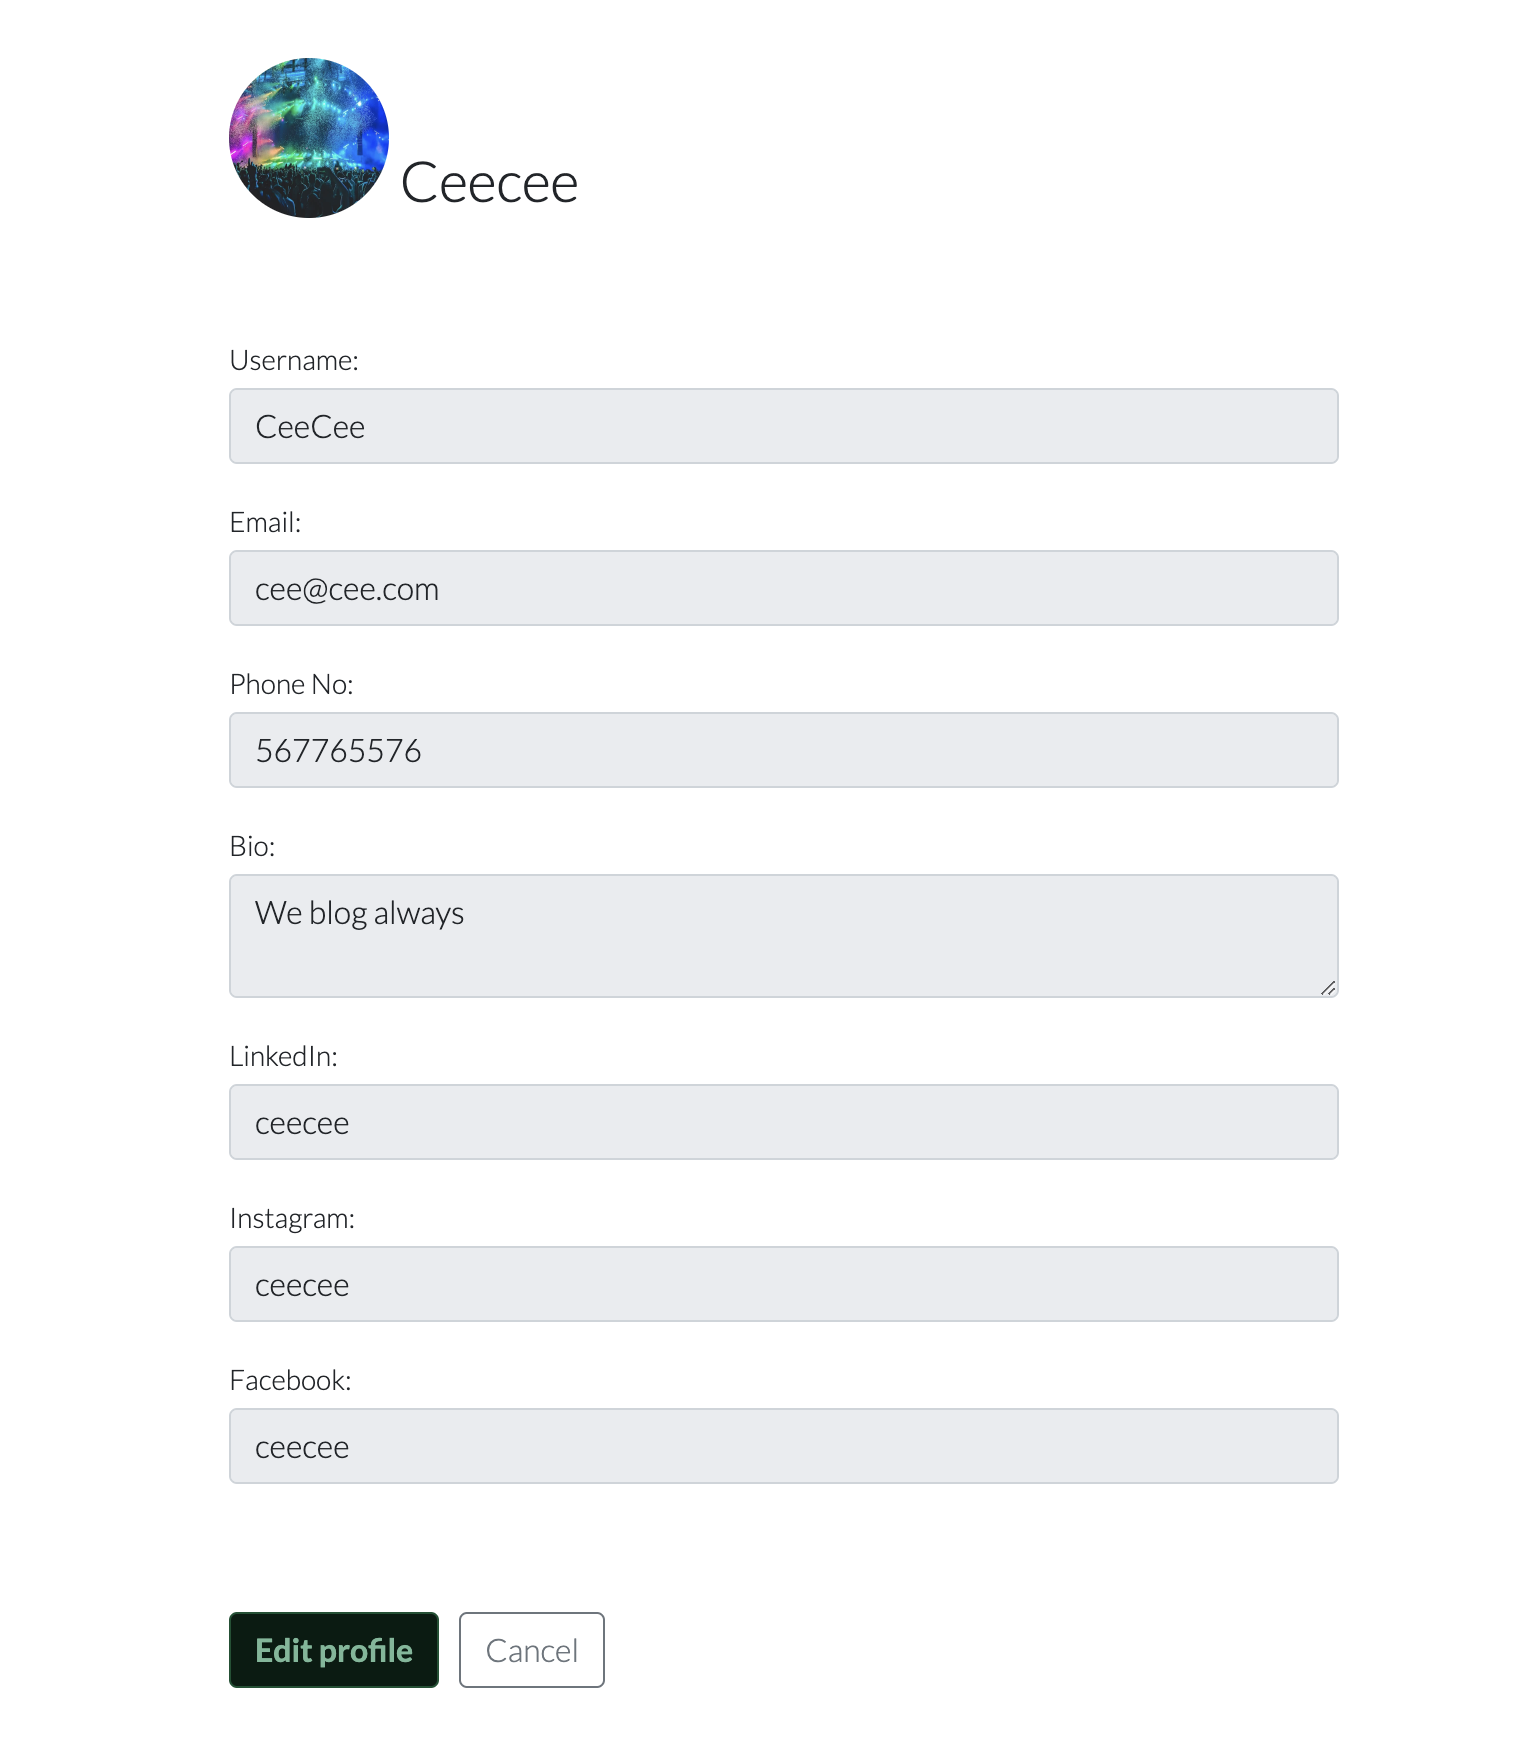 Ceecee
Username:
CeeCee
Email:
cee@cee.com
Phone No:
567765576
Bio:
We blog always
LinkedIn:
ceecee
Instagram:
ceecee
Facebook:
ceecee
Edit profile
Cancel